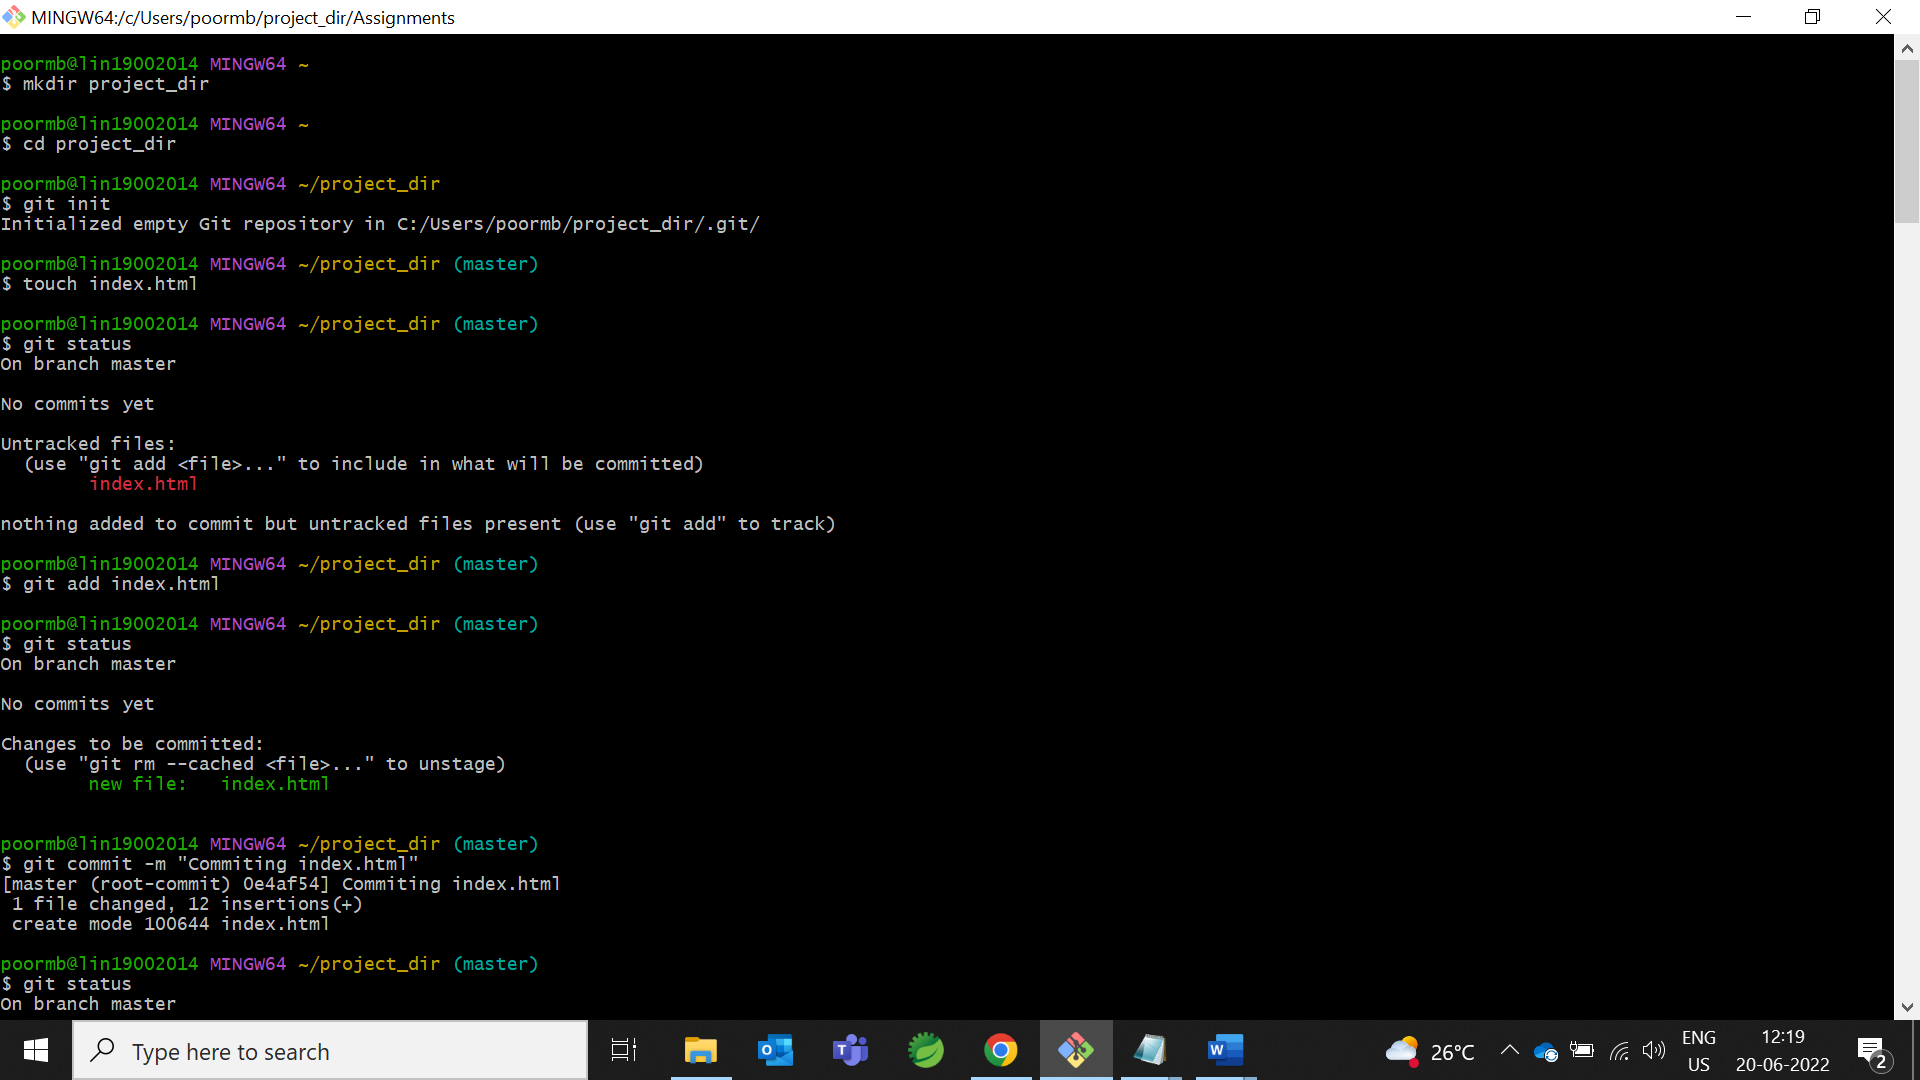 MINGW64:/c/Users/poormb/project_dir/Assignments
poormb@lin19002014 MINGW64 ~
$ mkdir project_dir
poormb@lin19002014 MINGW64 ~
$ cd project_dir
poormb@lin19002014 MINGW64 ~/project_dir
$ git init
Initialized empty Git repository in C:/Users/poormb/project_dir/.git/
poormb@lin19002014 MINGW64 ~/project_dir (master)
$ touch index.html
poormb@lin19002014 MINGW64 ~/project_dir (master)
$ git status
On branch master
No commits yet
Untracked files:
  (use "git add <file>..." to include in what will be committed)
        index.html
nothing added to commit but untracked files present (use "git add" to track)
poormb@lin19002014 MINGW64 ~/project_dir (master)
$ git add index.html
poormb@lin19002014 MINGW64 ~/project_dir (master)
$ git status
On branch master
No commits yet
Changes to be committed:
  (use "git rm --cached <file>..." to unstage)
        new file:   index.html
poormb@lin19002014 MINGW64 ~/project_dir (master)
$ git commit -m "Commiting index.html"
[master (root-commit) 0e4af54] Commiting index.html
 1 file changed, 12 insertions(+)
 create mode 100644 index.html
poormb@lin19002014 MINGW64 ~/project_dir (master)
$ git status
On branch master
Type here to search
26°C
ENG
US
12:19
20-06-2022
2